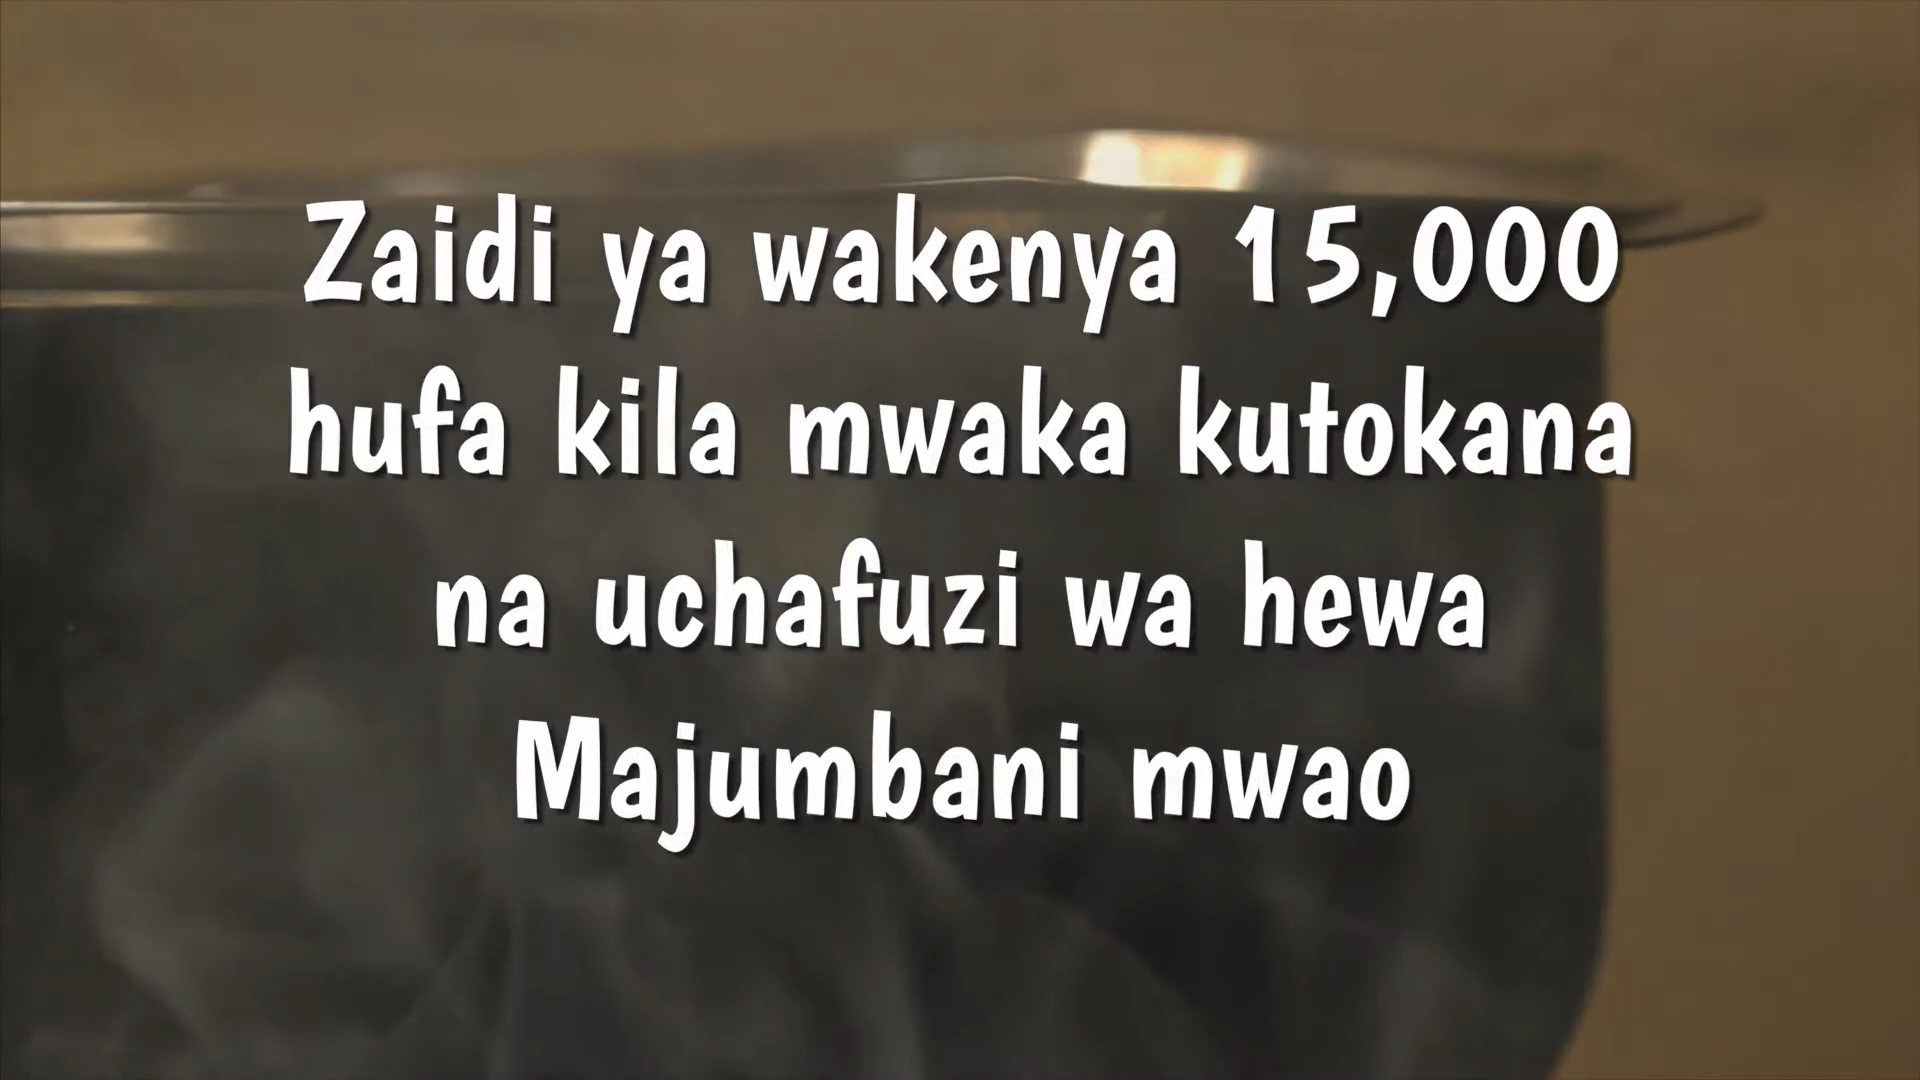 Zaidi ya wakenya 15,000
hufa kila mwaka kutokana
na uchafuzi wa hewa
Majumbani mwao